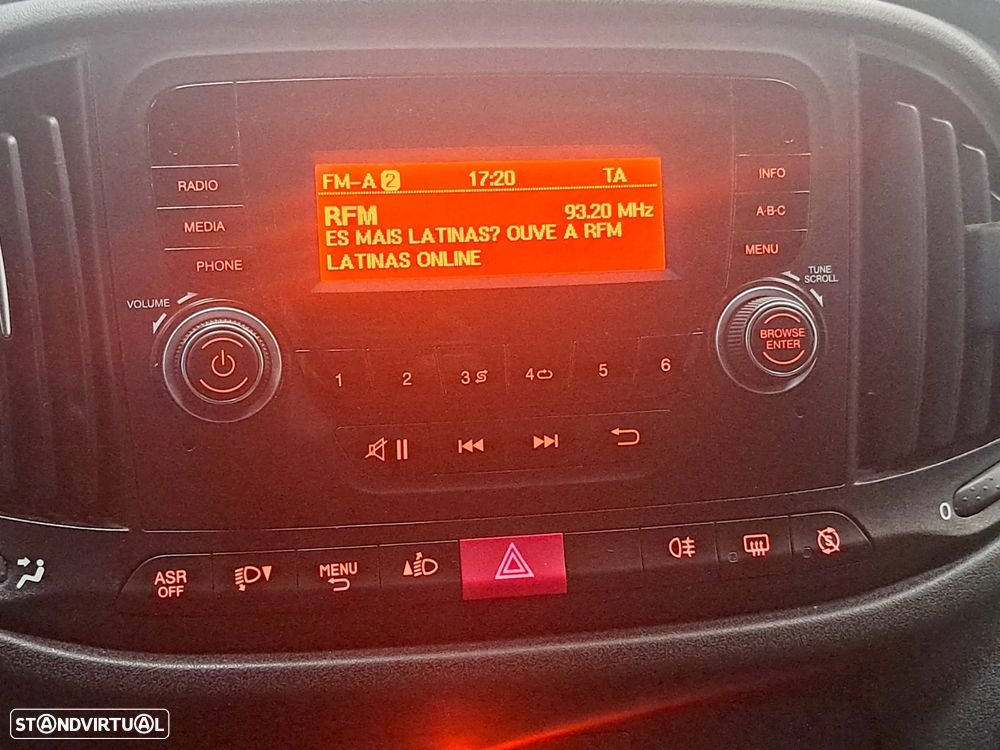 FM-A 2 17:20 TA
RFM 93.20 MHz
ES MAIS LATINAS? OUVE A RFM
LATINAS ONLINE
RADIO
MEDIA
PHONE
INFO
A·B·C
MENU
VOLUME
TUNE
SCROLL
BROWSE
ENTER
1 2 3 4 5 6
ASR
OFF
MENU
0
STANDVIRTUAL